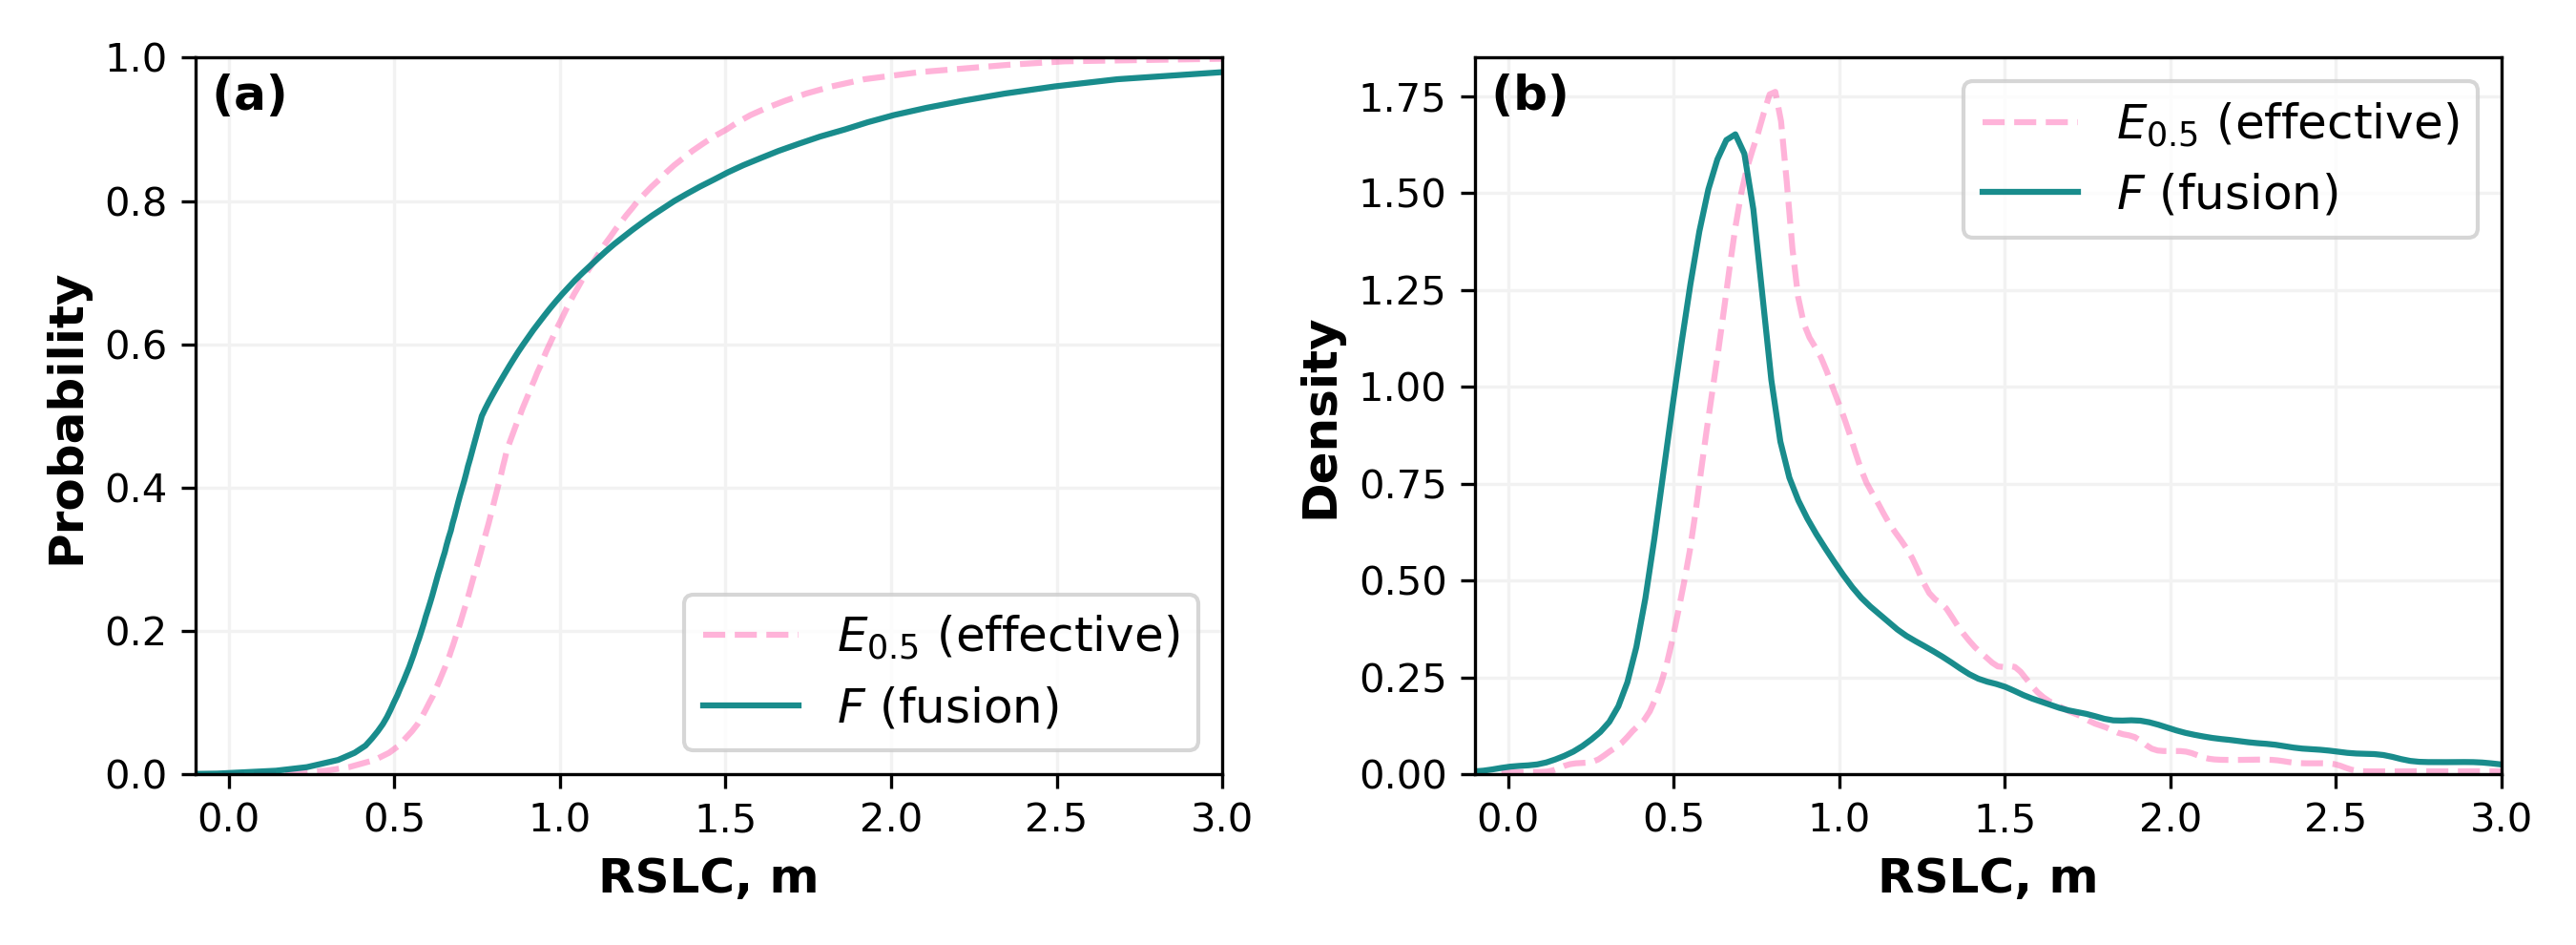 (a)
Probability
1.0
0.8
0.6
0.4
0.2
0.0
E0.5 (effective)
F (fusion)
0.0 0.5 1.0 1.5 2.0 2.5 3.0
RSLC, m
(b)
Density
1.75
1.50
1.25
1.00
0.75
0.50
0.25
0.00
E0.5 (effective)
F (fusion)
0.0 0.5 1.0 1.5 2.0 2.5 3.0
RSLC, m